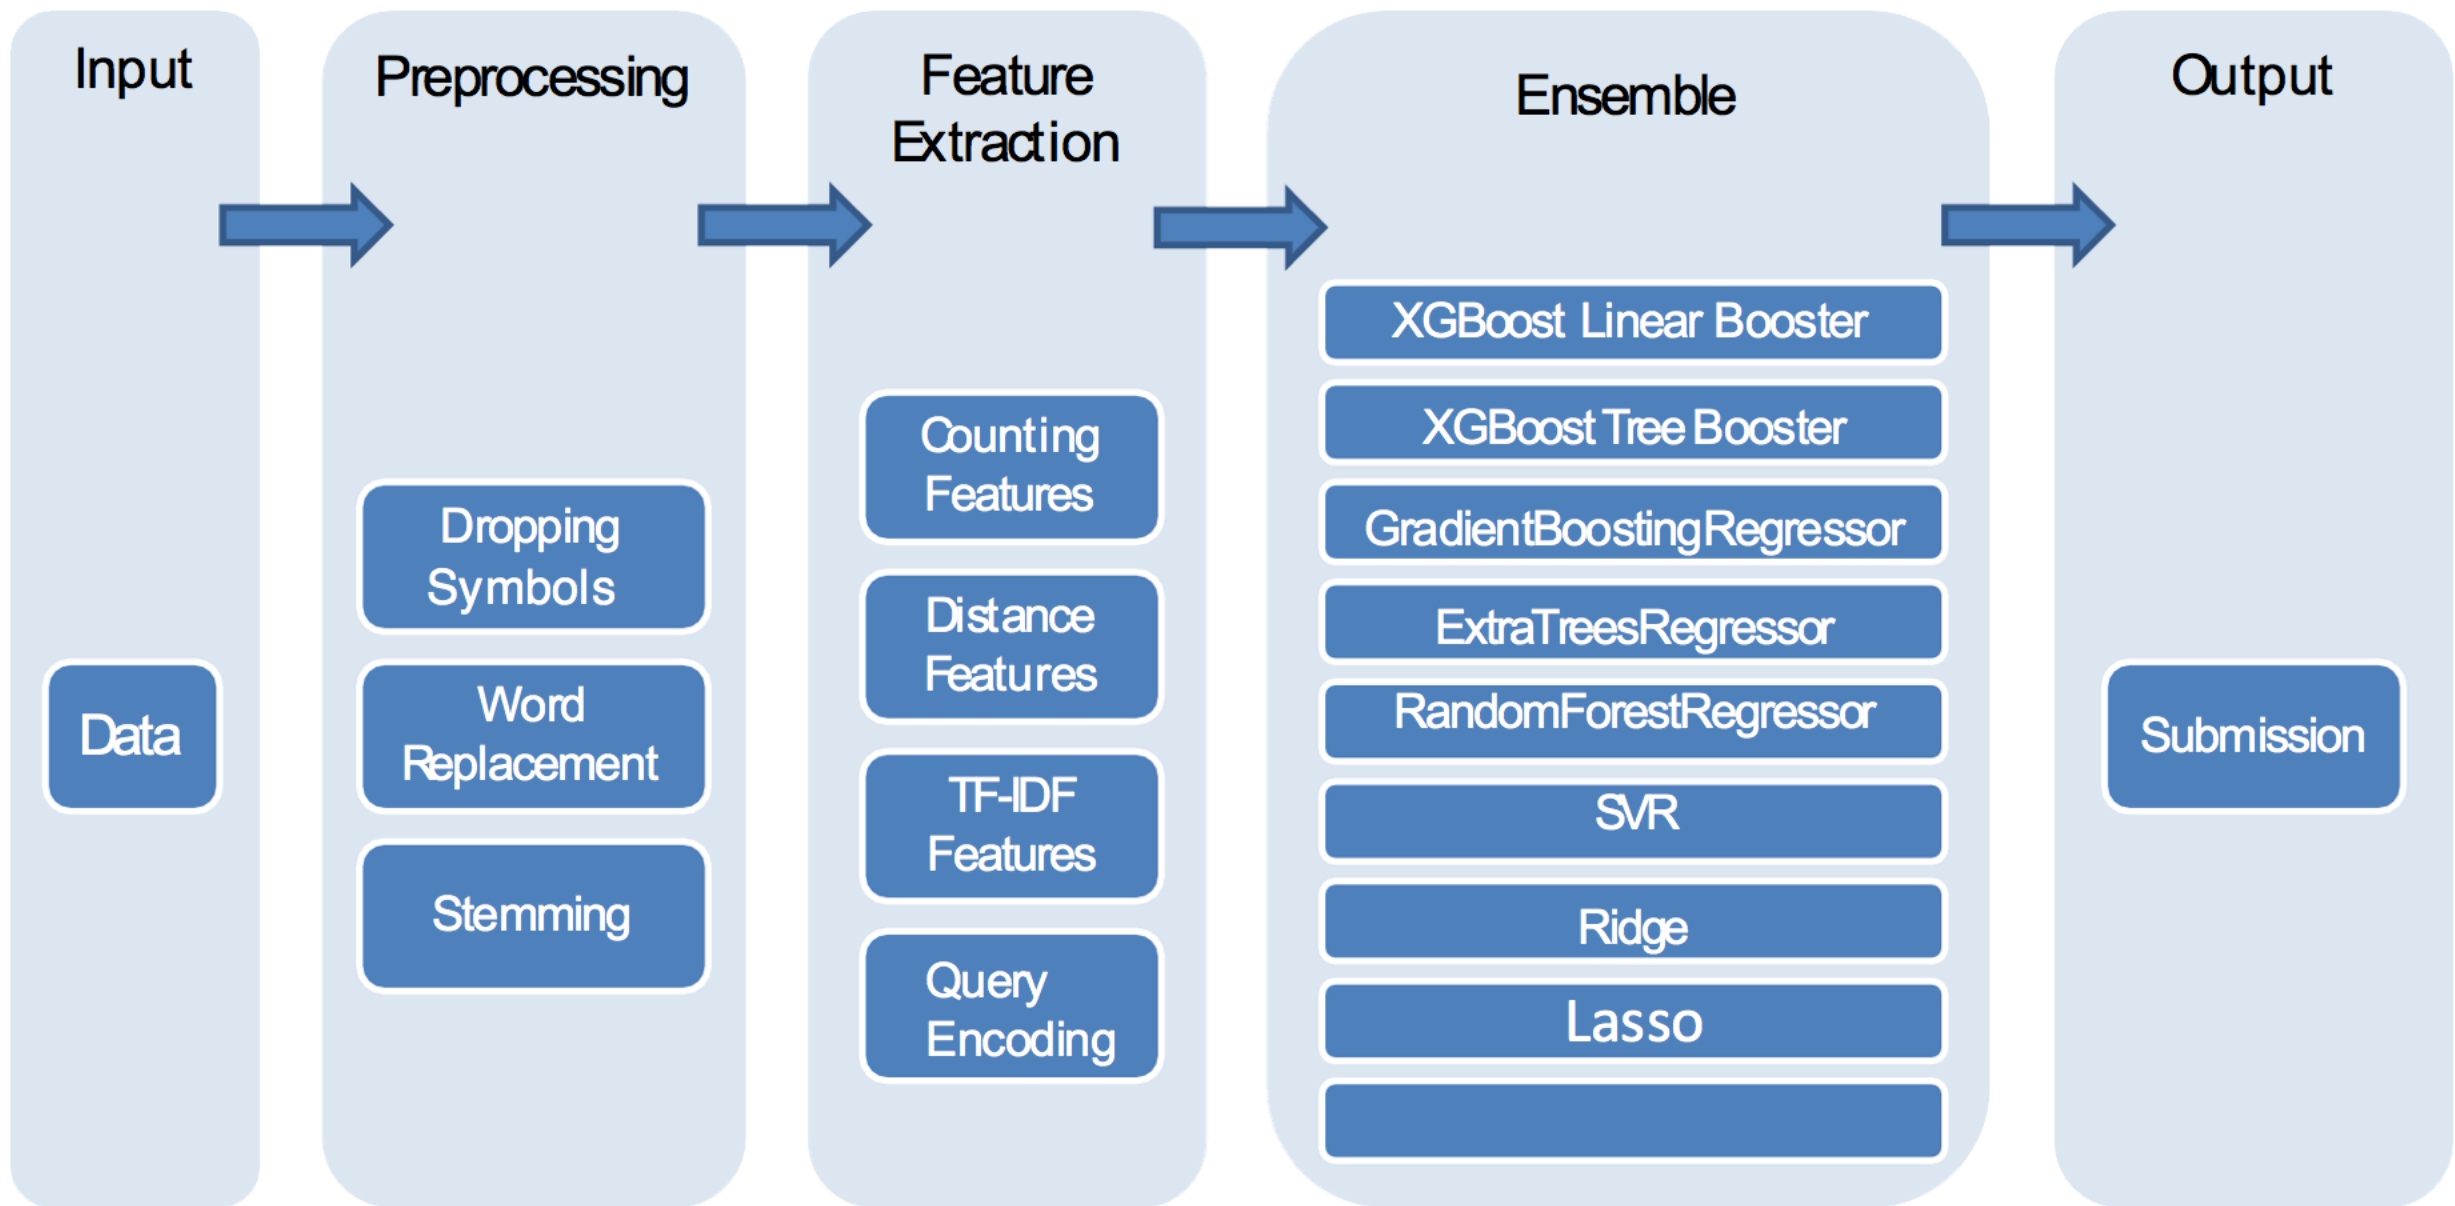 Input
Data
Preprocessing
Dropping
Symbols
Word
Replacement
Stemming
Feature
Extraction
Counting
Features
Distance
Features
TF-IDF
Features
Query
Encoding
Ensemble
XGBoost Linear Booster
XGBoost Tree Booster
GradientBoostingRegressor
ExtraTreesRegressor
RandomForestRegressor
SVR
Ridge
Lasso
Output
Submission